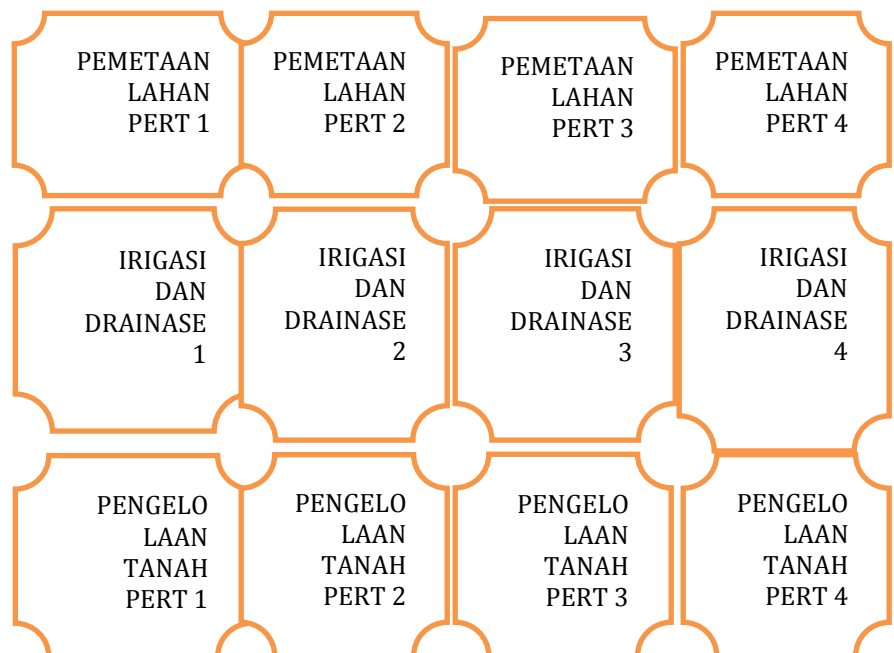 PEMETAAN
LAHAN
PERT 1
PEMETAAN
LAHAN
PERT 2
PEMETAAN
LAHAN
PERT 3
PEMETAAN
LAHAN
PERT 4
IRIGASI
DAN
DRAINASE
1
IRIGASI
DAN
DRAINASE
2
IRIGASI
DAN
DRAINASE
3
IRIGASI
DAN
DRAINASE
4
PENGELO
LAAN
TANAH
PERT 1
PENGELO
LAAN
TANAH
PERT 2
PENGELO
LAAN
TANAH
PERT 3
PENGELO
LAAN
TANAH
PERT 4